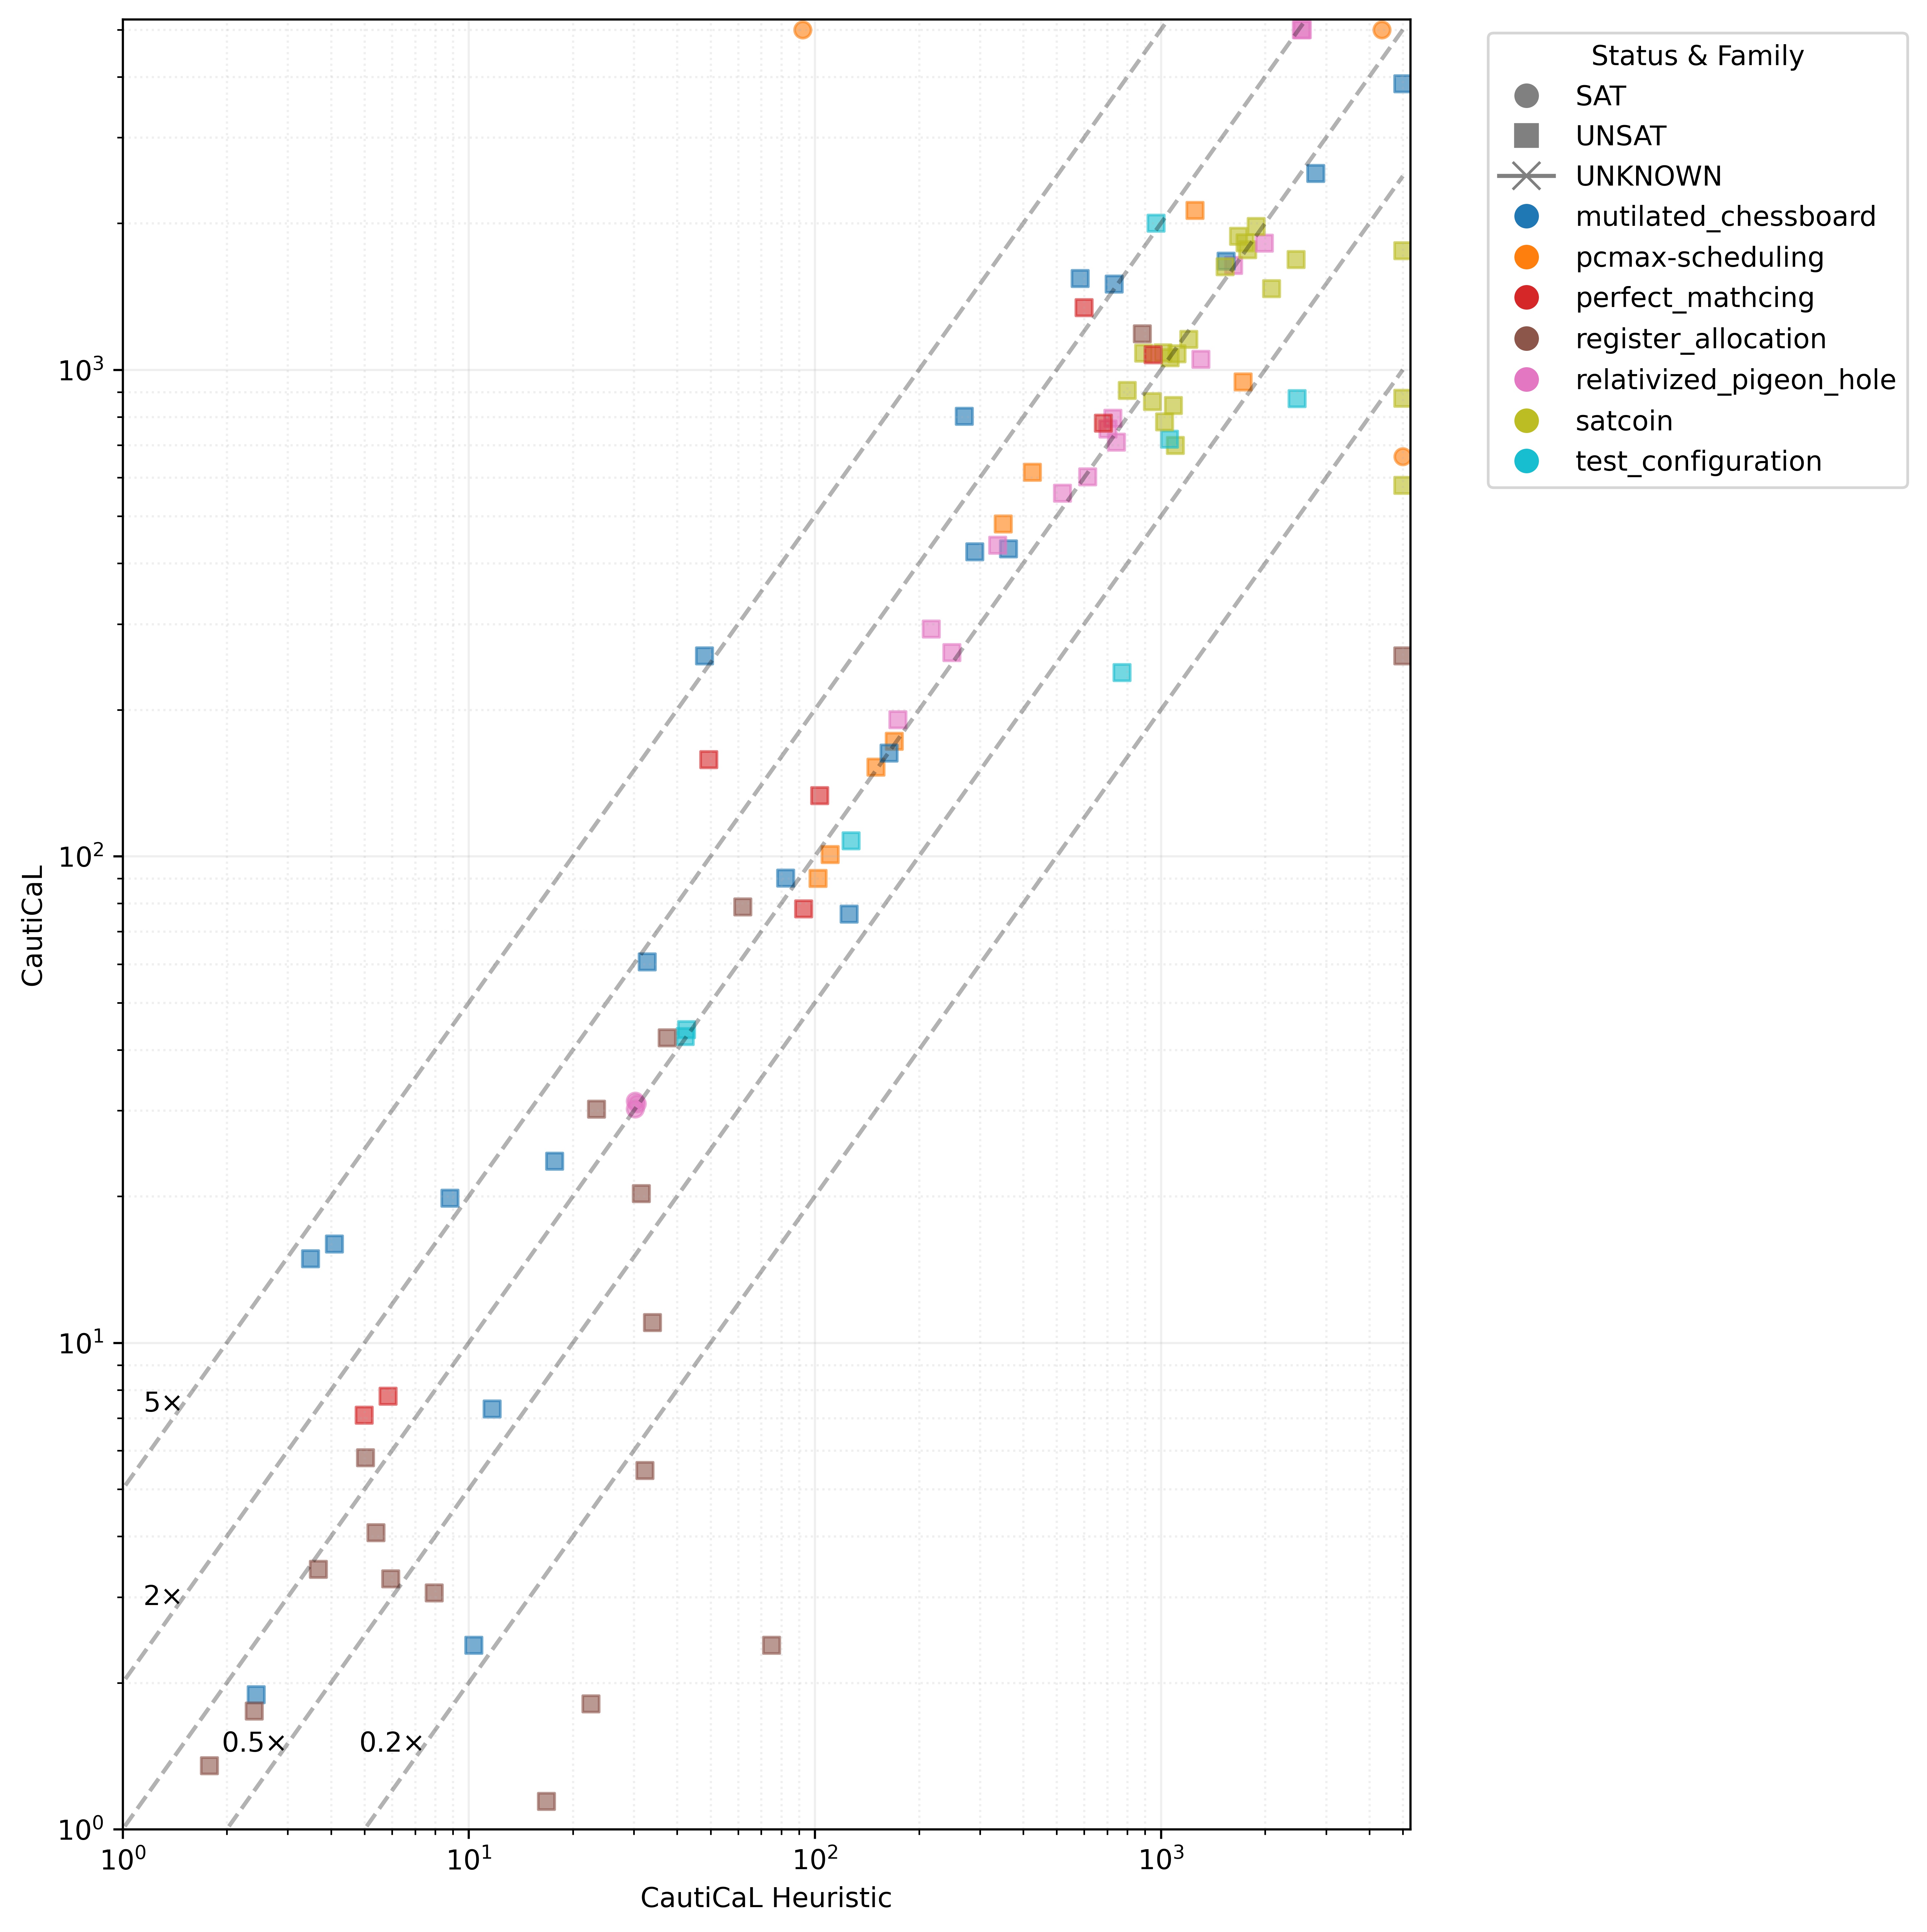 Status & Family
SAT
UNSAT
UNKNOWN
mutilated_chessboard
pcmax-scheduling
perfect_mathcing
register_allocation
relativized_pigeon_hole
satcoin
test_configuration
10³
10²
10¹
10⁰
CautiCaL
5×
2×
0.5×
0.2×
10⁰
10¹
10²
10³
CautiCaL Heuristic